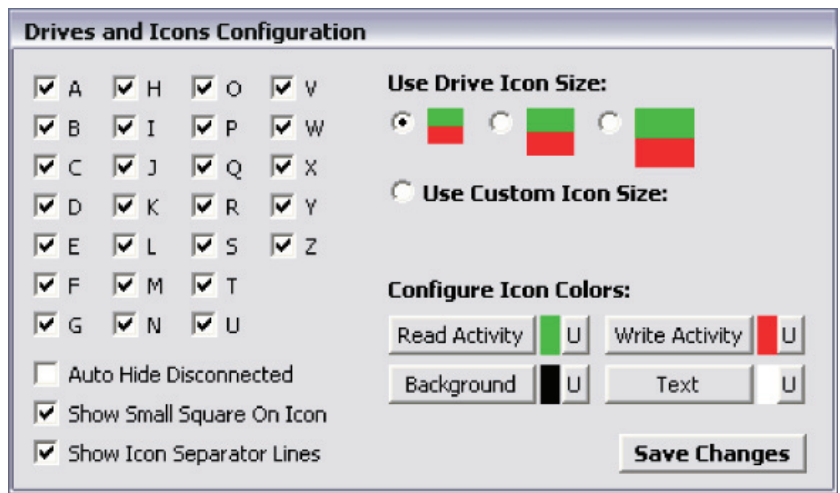 Drives and Icons Configuration
A H O V
B I P W
C J Q X
D K R Y
E L S Z
F M T
G N U
Auto Hide Disconnected
Show Small Square On Icon
Show Icon Separator Lines
Use Drive Icon Size:
Use Custom Icon Size:
Configure Icon Colors:
Read Activity U Write Activity U
Background U Text U
Save Changes